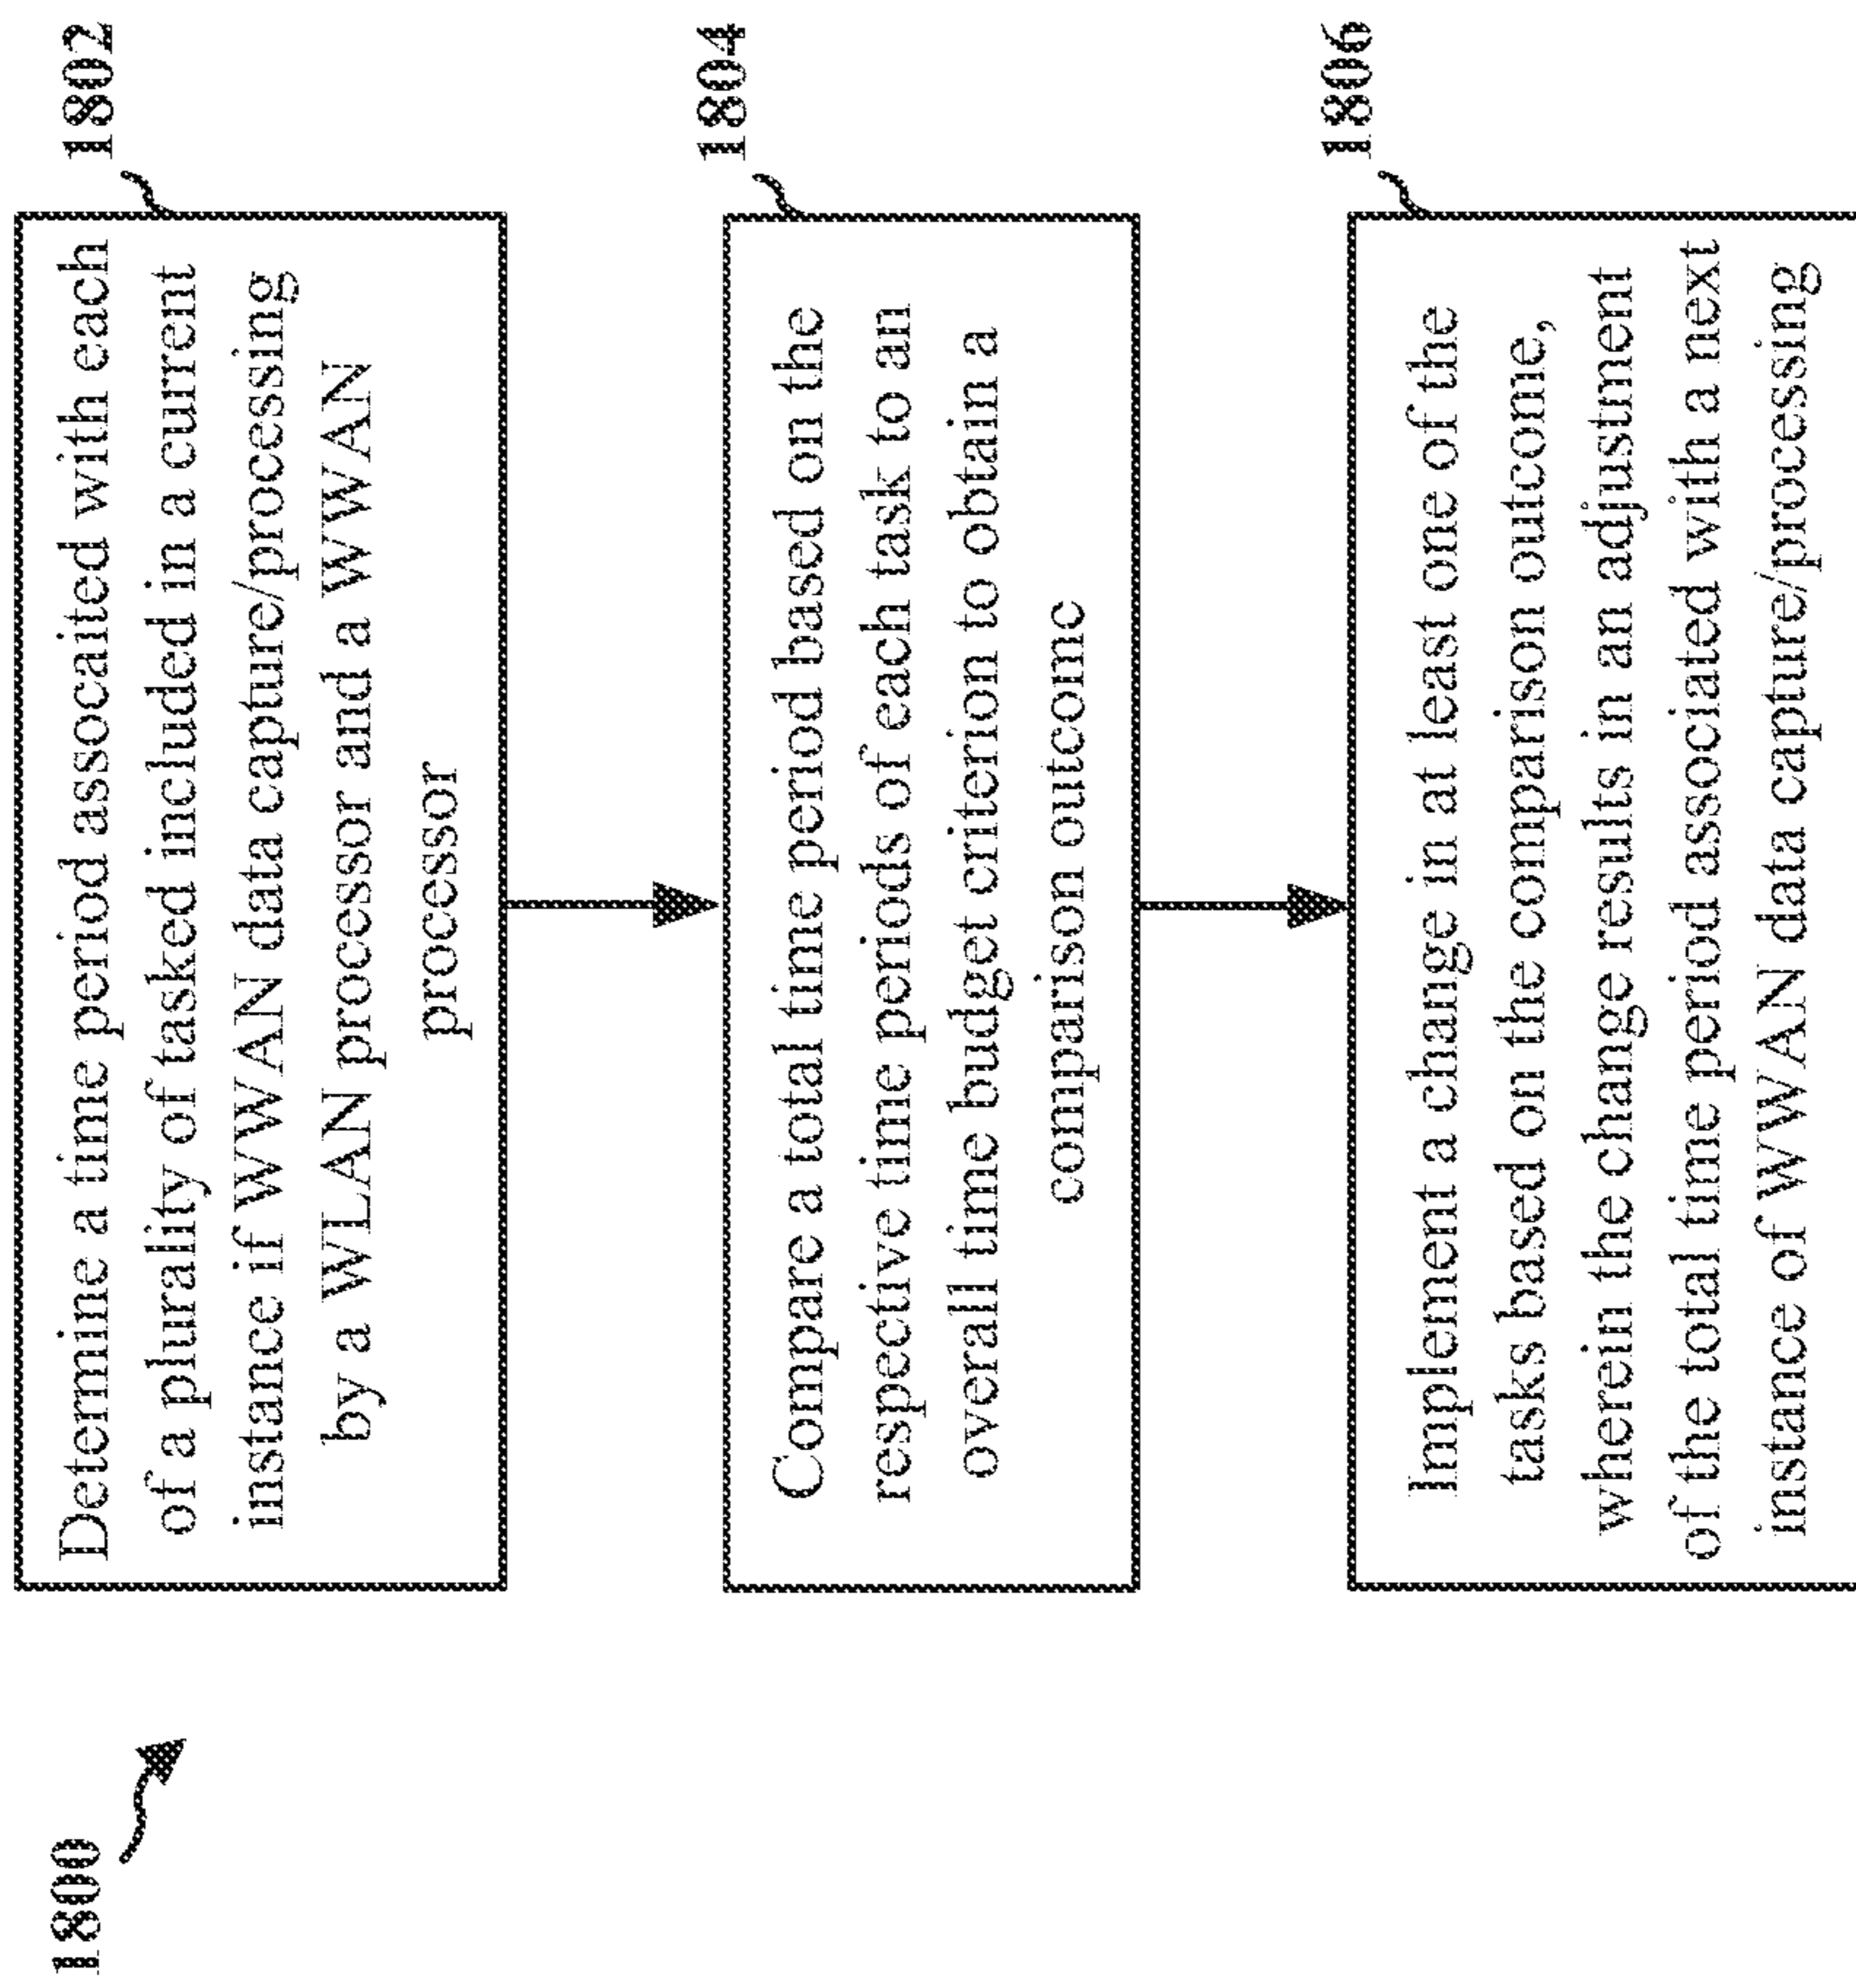 1800
1802
Determine a time period assocaited with each
of a plurality of tasked included in a current
instance if WWAN data capture/processing
by a WLAN processor and a WWAN
processor
1804
Compare a total time period based on the
respective time periods of each task to an
overall time budget criterion to obtain a
comparison outcome
1806
Implement a change in at least one of the
tasks based on the comparison outcome,
wherein the change results in an adjustment
of the total time period associated with a next
instance of WWAN data capture/processing